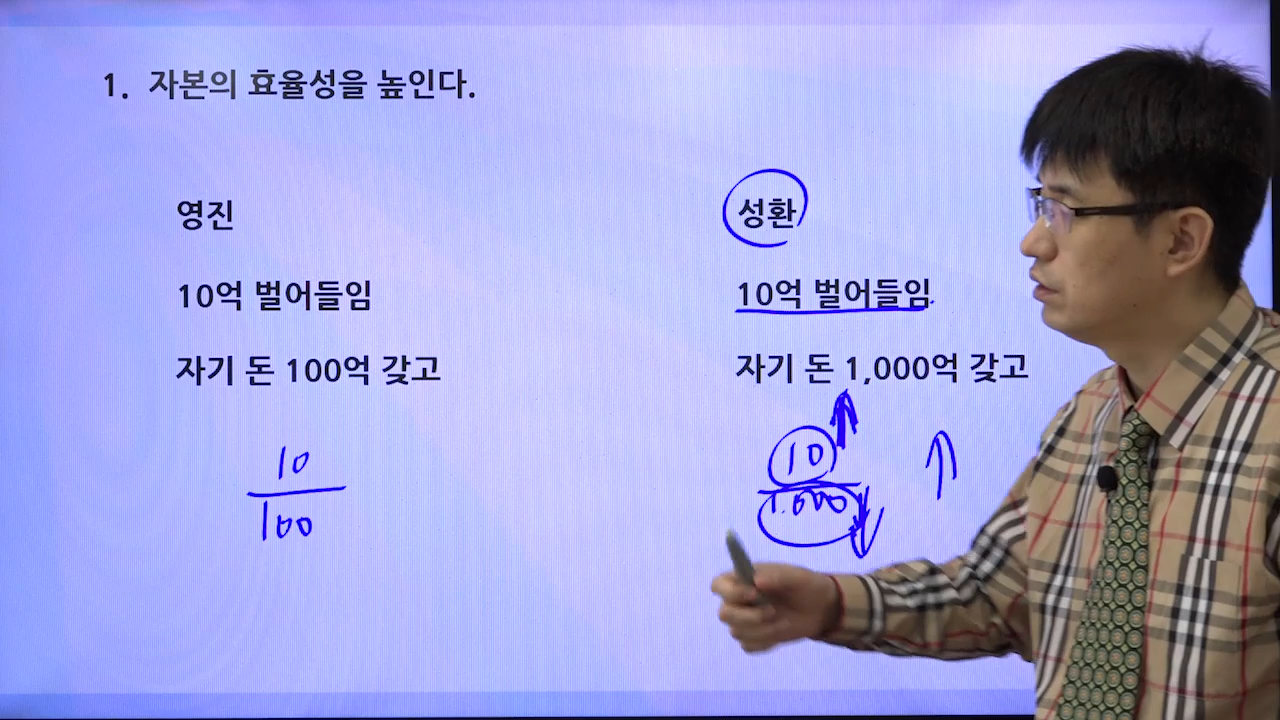 1. 자본의 효율성을 높인다.
영진
10억 벌어들임
자기 돈 100억 갖고
10
100
성환
10억 벌어들임
자기 돈 1,000억 갖고
10
1.000